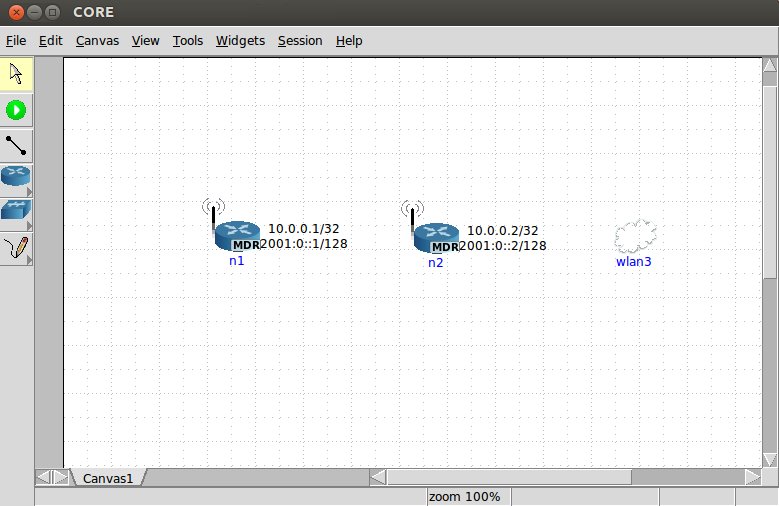 CORE
File Edit Canvas View Tools Widgets Session Help
10.0.0.1/32
MDR 2001:0::1/128
n1
10.0.0.2/32
MDR 2001:0::2/128
n2
wlan3
Canvas1
zoom 100%